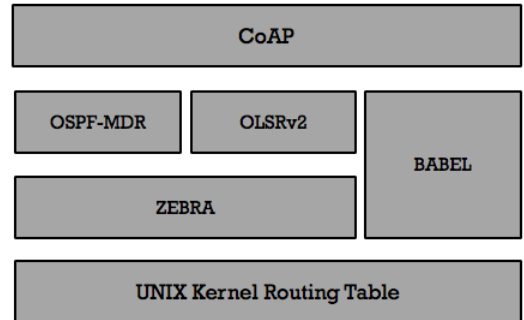 CoAP
OSPF-MDR
OLSRv2
BABEL
ZEBRA
UNIX Kernel Routing Table